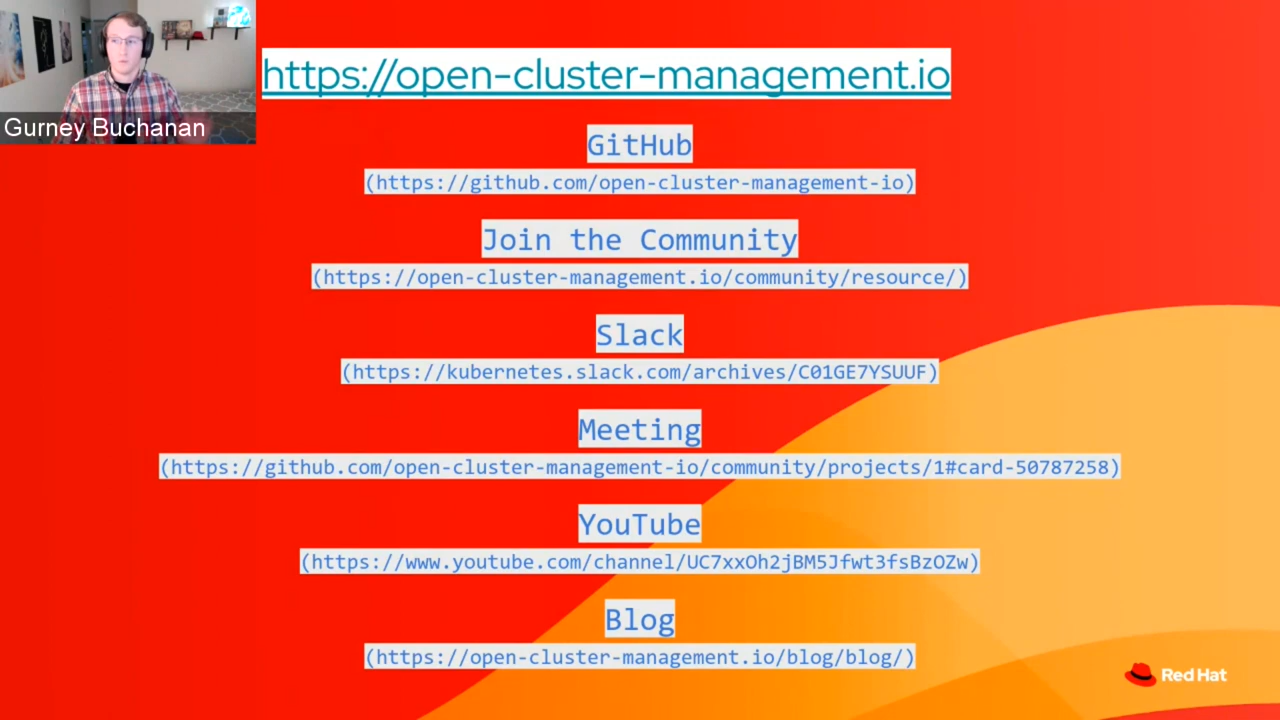 Gurney Buchanan
https://open-cluster-management.io
GitHub
(https://github.com/open-cluster-management-io)
Join the Community
(https://open-cluster-management.io/community/resource/)
Slack
(https://kubernetes.slack.com/archives/C01GE7YSUUF)
Meeting
(https://github.com/open-cluster-management-io/community/projects/1#card-50787258)
YouTube
(https://www.youtube.com/channel/UC7xxOh2jBM5Jfwt3fsBzOZw)
Blog
(https://open-cluster-management.io/blog/blog/)
Red Hat